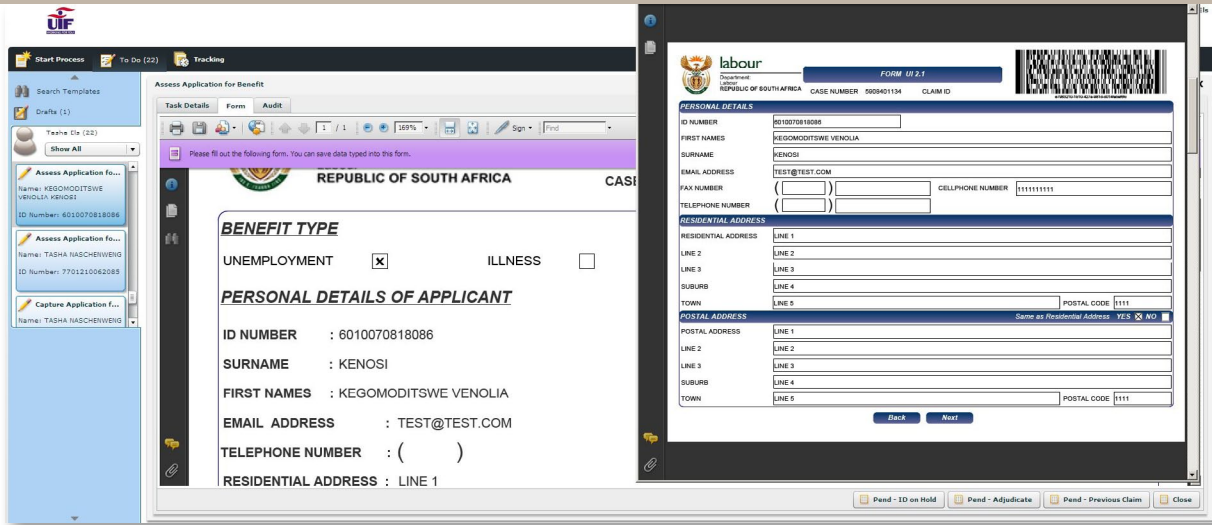 UIF
WORKING FOR YOU
Start Process
To Do (22)
Tracking
Search Templates
Drafts (1)
Tasha Els (22)
Show All
Assess Application fo...
Name: KEGOMODITSWE
VENOLIA KENOSI
ID Number: 6010070818086
Assess Application fo...
Name: TASHA NASCHENWENG
ID Number: 7701210062085
Capture Application f...
Name: TASHA NASCHENWENG
Assess Application for Benefit
Task Details
Form
Audit
1 / 1
169%
Sign
Find
Please fill out the following form. You can save data typed into this form.
REPUBLIC OF SOUTH AFRICA
CASE
BENEFIT TYPE
UNEMPLOYMENT
ILLNESS
PERSONAL DETAILS OF APPLICANT
ID NUMBER : 6010070818086
SURNAME : KENOSI
FIRST NAMES : KEGOMODITSWE VENOLIA
EMAIL ADDRESS : TEST@TEST.COM
TELEPHONE NUMBER : ( )
RESIDENTIAL ADDRESS : LINE 1
labour
Department:
Labour
REPUBLIC OF SOUTH AFRICA
FORM UI 2.1
CASE NUMBER 5908401134 CLAIM ID
PERSONAL DETAILS
ID NUMBER 6010070818086
FIRST NAMES KEGOMODITSWE VENOLIA
SURNAME KENOSI
EMAIL ADDRESS TEST@TEST.COM
FAX NUMBER ( ) CELLPHONE NUMBER 1111111111
TELEPHONE NUMBER ( )
RESIDENTIAL ADDRESS
RESIDENTIAL ADDRESS LINE 1
LINE 2 LINE 2
LINE 3 LINE 3
SUBURB LINE 4
TOWN LINE 5 POSTAL CODE 1111
POSTAL ADDRESS Same as Residential Address YES NO
POSTAL ADDRESS LINE 1
LINE 2 LINE 2
LINE 3 LINE 3
SUBURB LINE 4
TOWN LINE 5 POSTAL CODE 1111
Back
Next
Pend - ID on Hold
Pend - Adjudicate
Pend - Previous Claim
Close